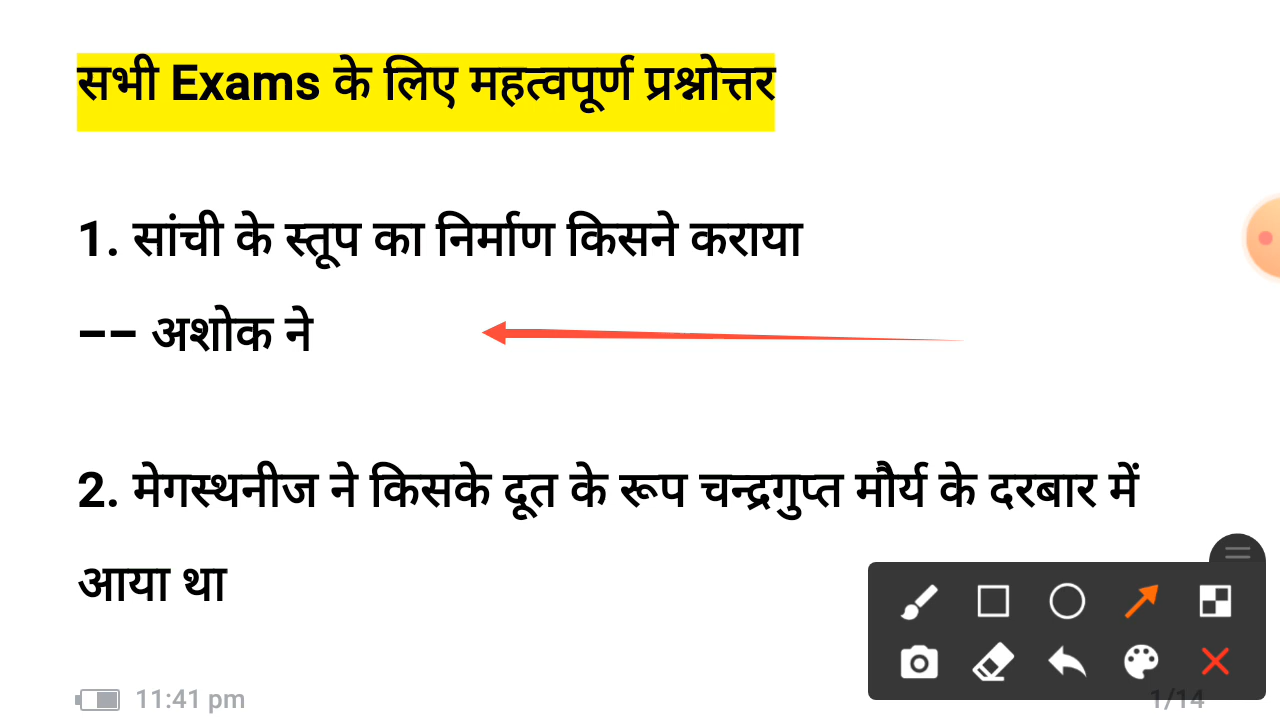 सभी Exams के लिए महत्वपूर्ण प्रश्नोत्तर
1. सांची के स्तूप का निर्माण किसने कराया
–– अशोक ने
2. मेगस्थनीज ने किसके दूत के रूप चन्द्रगुप्त मौर्य के दरबार में
आया था
11:41 pm
1/14